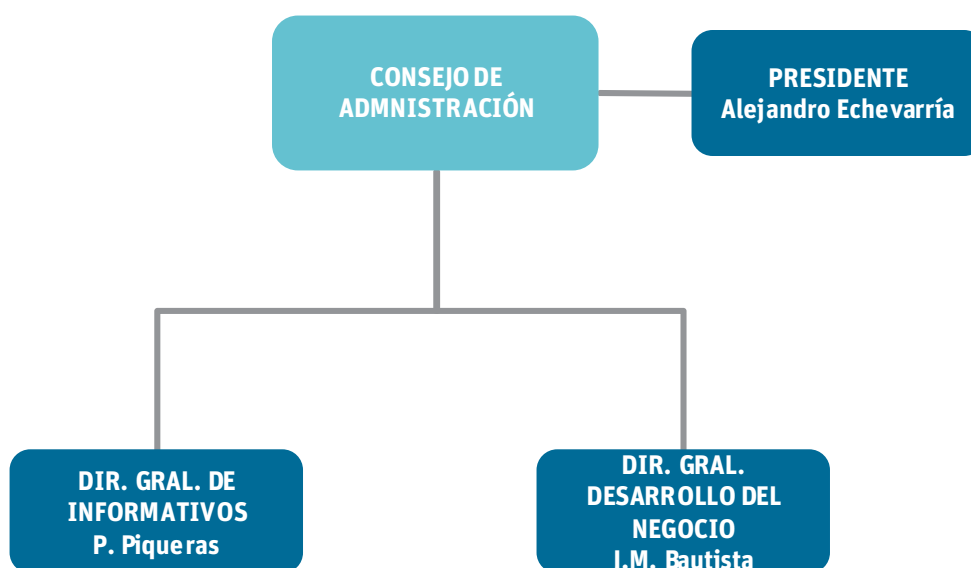 CONSEJO DE
ADMNISTRACIÓN
PRESIDENTE
Alejandro Echevarría
DIR. GRAL. DE
INFORMATIVOS
P. Piqueras
DIR. GRAL.
DESARROLLO DEL
NEGOCIO
J.M. Bautista